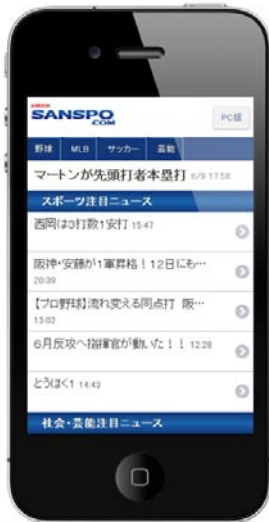 SANSPO
.COM
PC版
野球 MLB サッカー 芸能
マートンが先頭打者本塁打 6/9 17:58
スポーツ注目ニュース
西岡は3打数1安打 15:47
阪神・安藤が1軍昇格！12日にも…
20:39
【プロ野球】流れ変える同点打 阪…
13:02
6月反攻へ指揮官が動いた！！ 12:28
とうほく1 14:43
社会・芸能注目ニュース